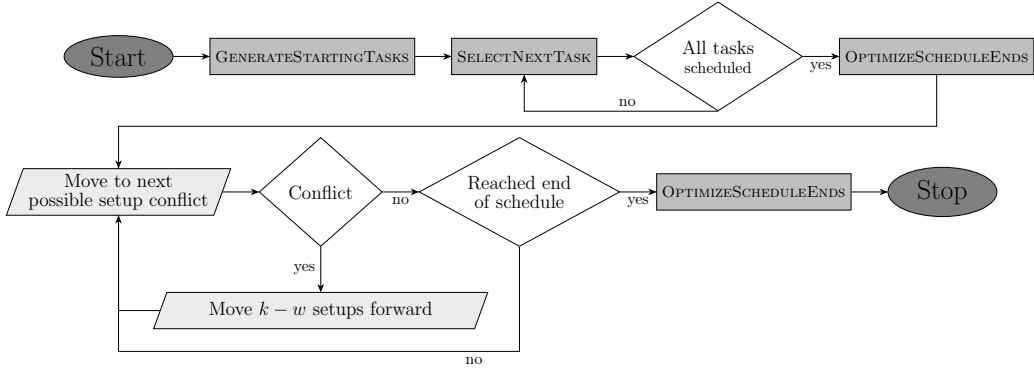 Start
GENERATESTARTINGTASKS
SELECTNEXTTASK
All tasks
scheduled
yes
OPTIMIZESCHEDULEENDS
no
Move to next
possible setup conflict
Conflict
no
Reached end
of schedule
yes
OPTIMIZESCHEDULEENDS
Stop
yes
Move k − w setups forward
no